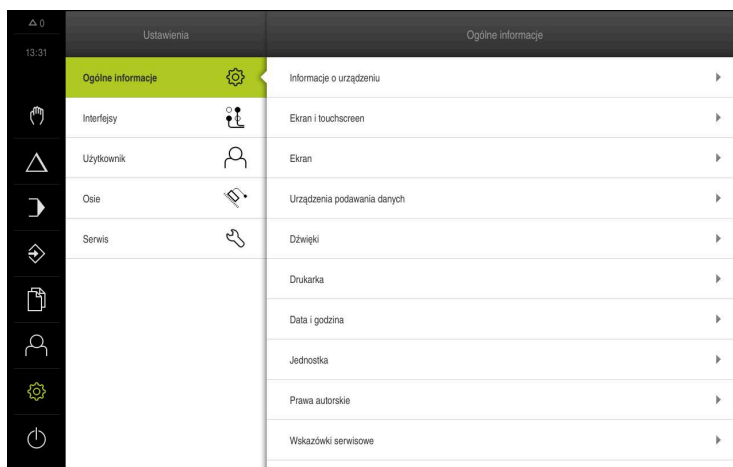 0
13:31
Ustawienia
Ogólne informacje
Interfejsy
Użytkownik
Osie
Serwis
Ogólne informacje
Informacje o urządzeniu
Ekran i touchscreen
Ekran
Urządzenia podawania danych
Dźwięki
Drukarka
Data i godzina
Jednostka
Prawa autorskie
Wskazówki serwisowe